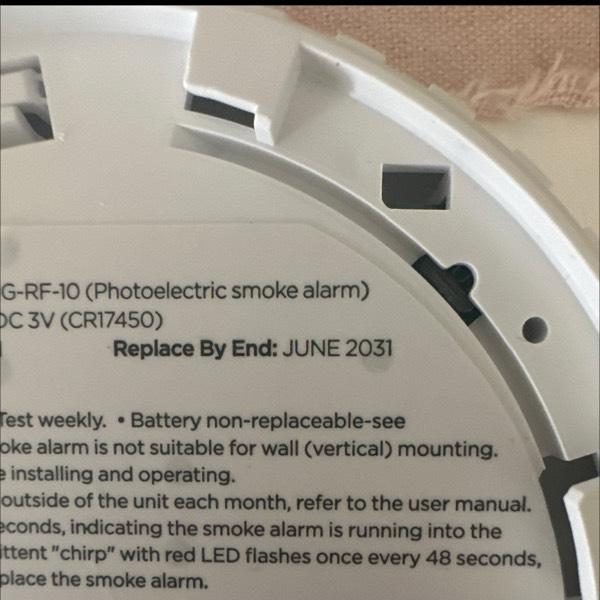 G-RF-10 (Photoelectric smoke alarm)
DC 3V (CR17450)
Replace By End: JUNE 2031
Test weekly. • Battery non-replaceable-see
oke alarm is not suitable for wall (vertical) mounting.
e installing and operating.
outside of the unit each month, refer to the user manual.
econds, indicating the smoke alarm is running into the
ittent "chirp" with red LED flashes once every 48 seconds,
place the smoke alarm.